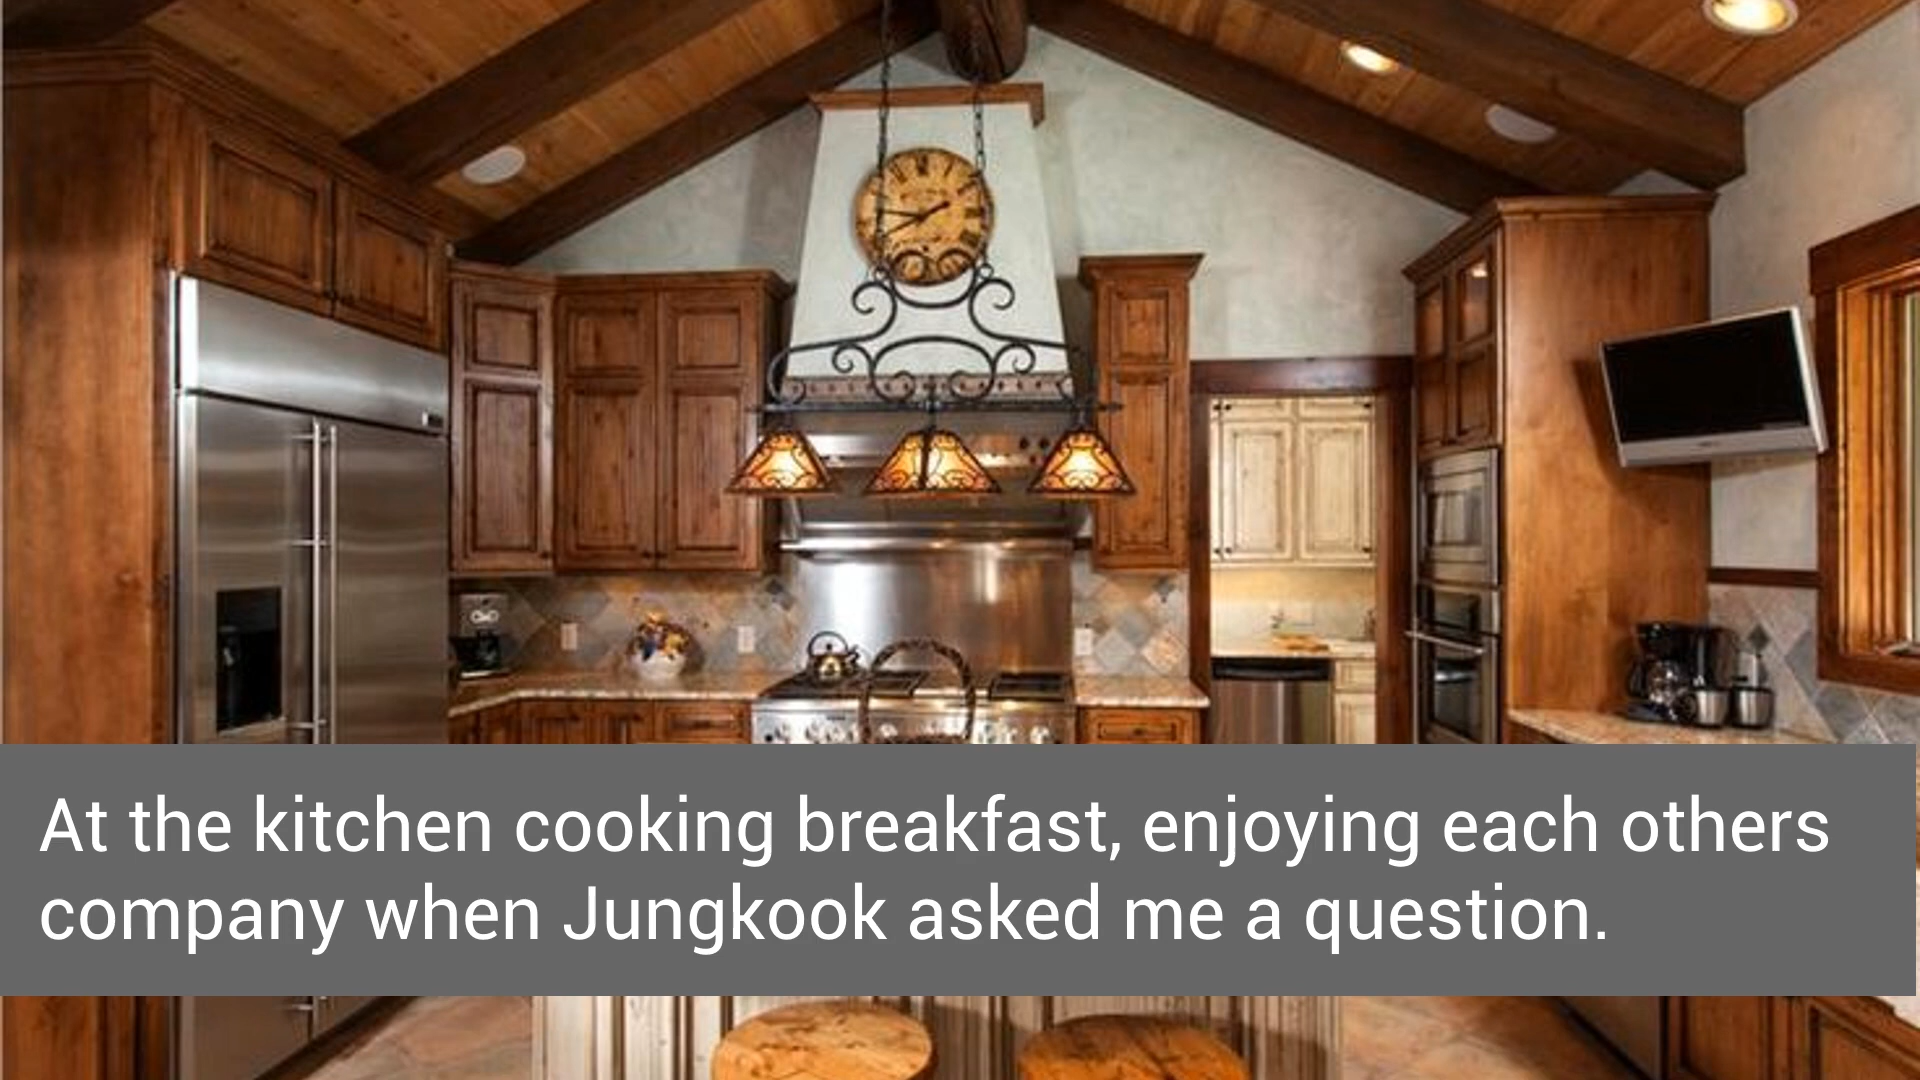 At the kitchen cooking breakfast, enjoying each others
company when Jungkook asked me a question.